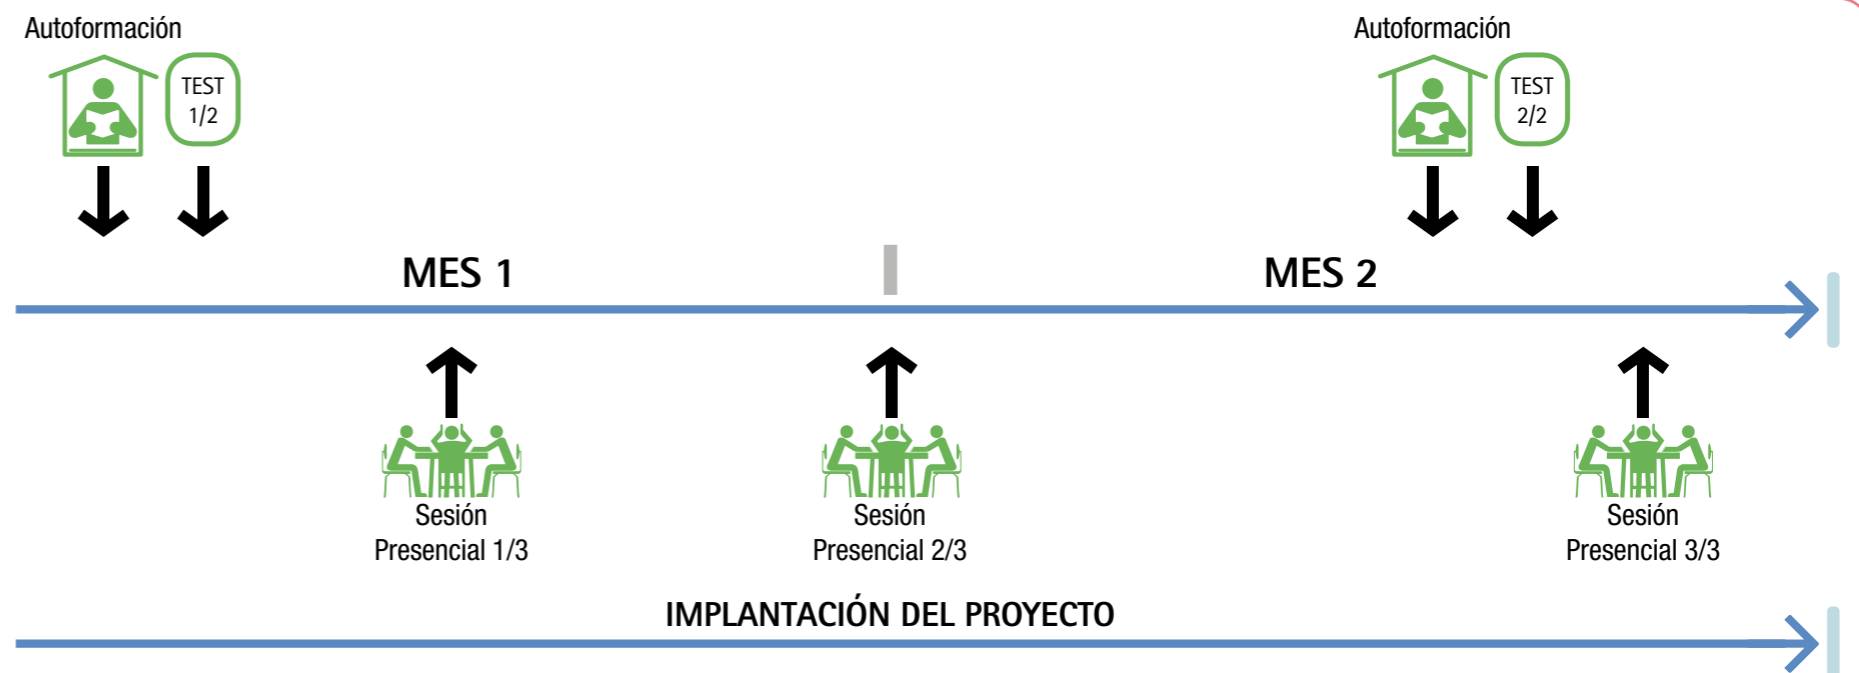 Autoformación
TEST
1/2
Autoformación
TEST
2/2
MES 1
MES 2
Sesión
Presencial 1/3
Sesión
Presencial 2/3
Sesión
Presencial 3/3
IMPLANTACIÓN DEL PROYECTO